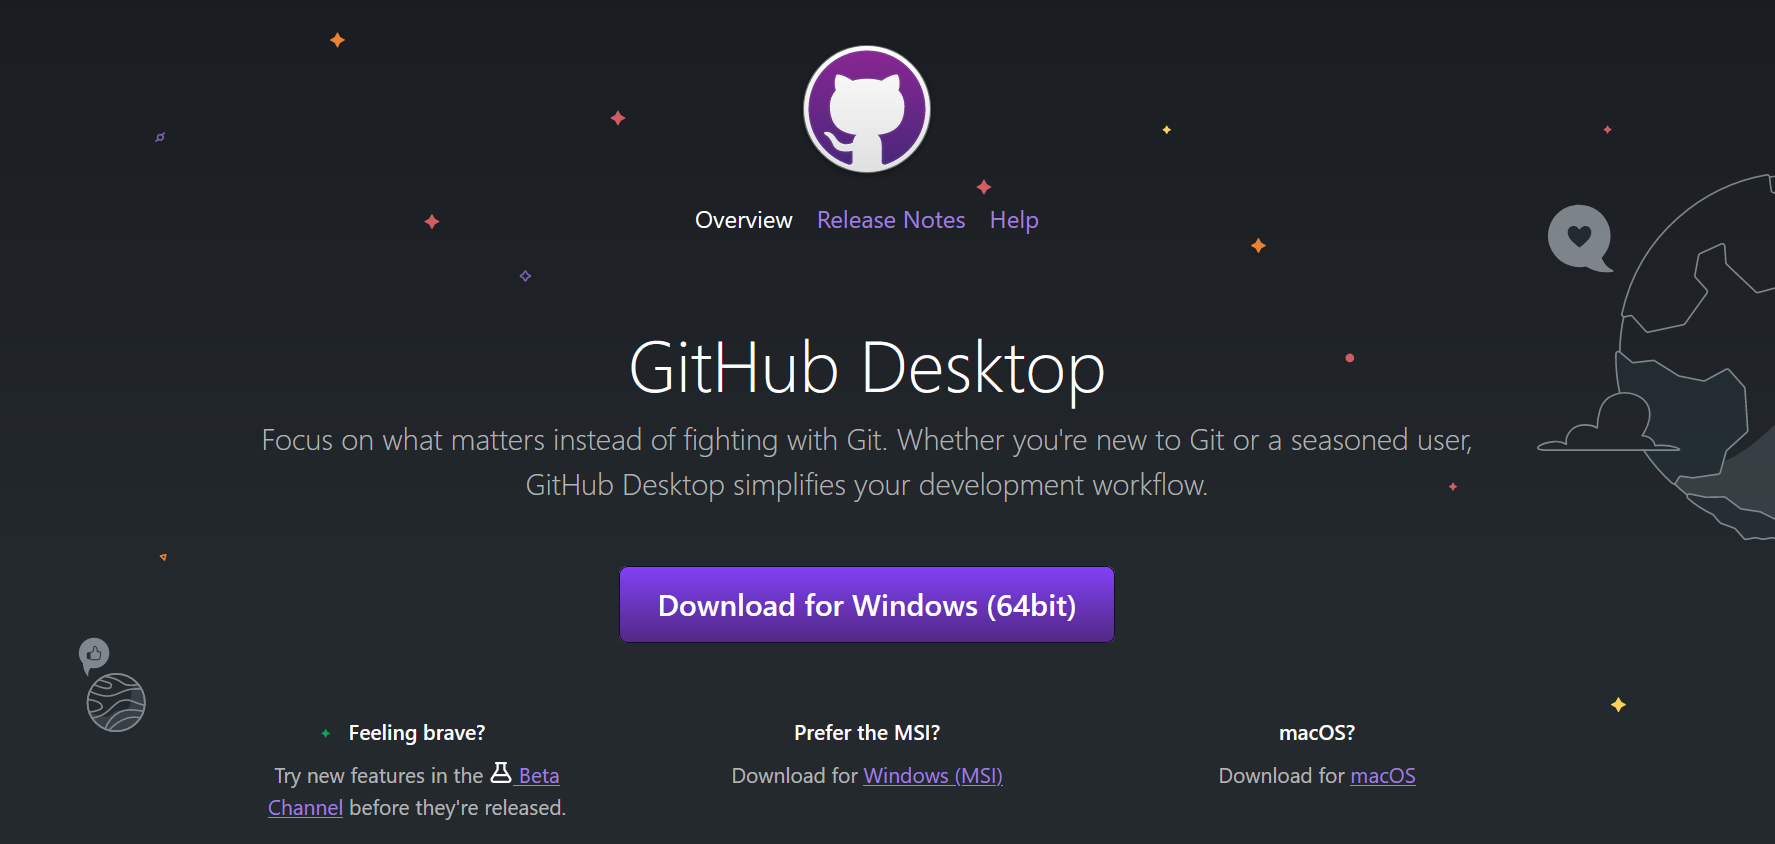 Overview Release Notes Help
GitHub Desktop
Focus on what matters instead of fighting with Git. Whether you're new to Git or a seasoned user,
GitHub Desktop simplifies your development workflow.
Download for Windows (64bit)
Feeling brave?
Try new features in the Beta
Channel before they're released.
Prefer the MSI?
Download for Windows (MSI)
macOS?
Download for macOS